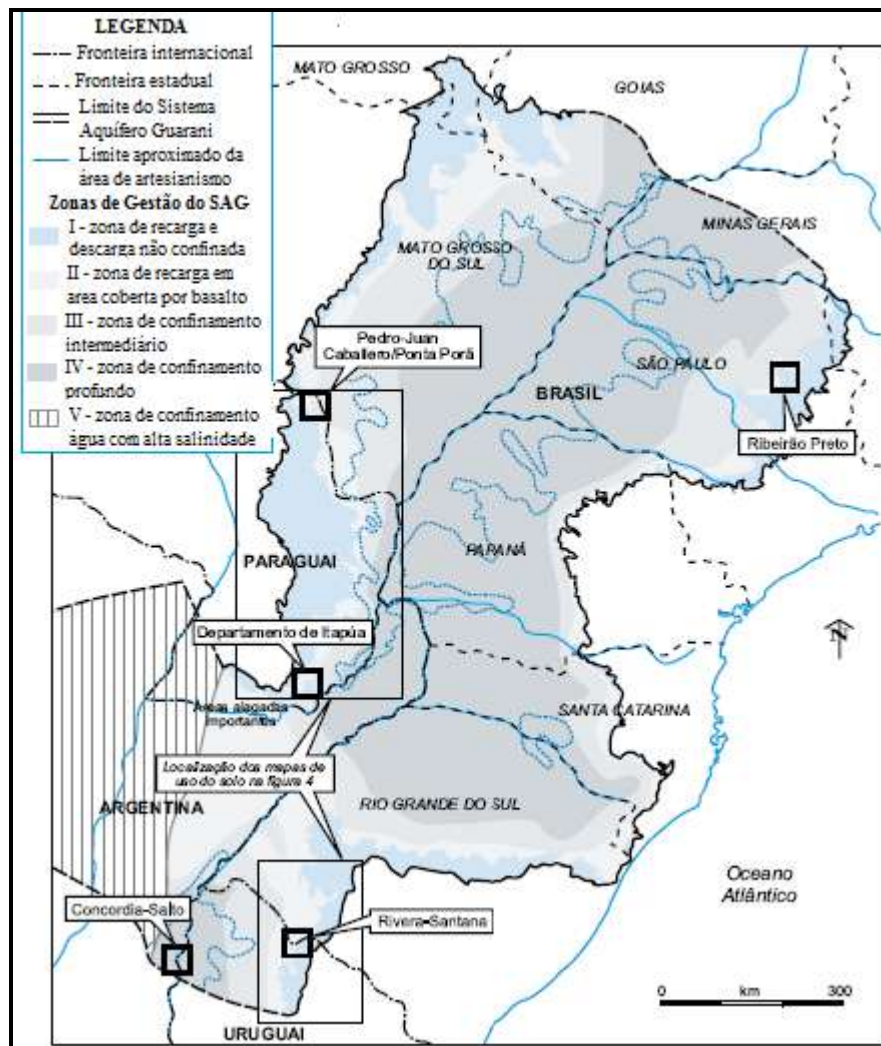 LEGENDA
Fronteira internacional
Fronteira estadual
Limite do Sistema
Aquífero Guarani
Limite aproximado da
área de artesianismo
Zonas de Gestão do SAG
I - zona de recarga e
descarga não confinada
II - zona de recarga em
area coberta por basalto
III - zona de confinamento
intermediário
IV - zona de confinamento
profundo
V - zona de confinamento
água com alta salinidade
MATO GROSSO
GOIAS
MINAS GERAIS
MATO GROSSO
DO SUL
Pedro-Juan
Caballero/Ponta Porã
SÃO PAULO
BRASIL
Ribeirão Preto
PARANÁ
PARAGUAI
Departamento de Itapúa
Áreas alagadas
importantes
N
SANTA CATARINA
Localização dos mapas de
uso do solo na figura 4
ARGENTINA
RIO GRANDE DO SUL
Oceano
Atlântico
Concordia-Salto
Rivera-Santana
0 km 300
URUGUAI